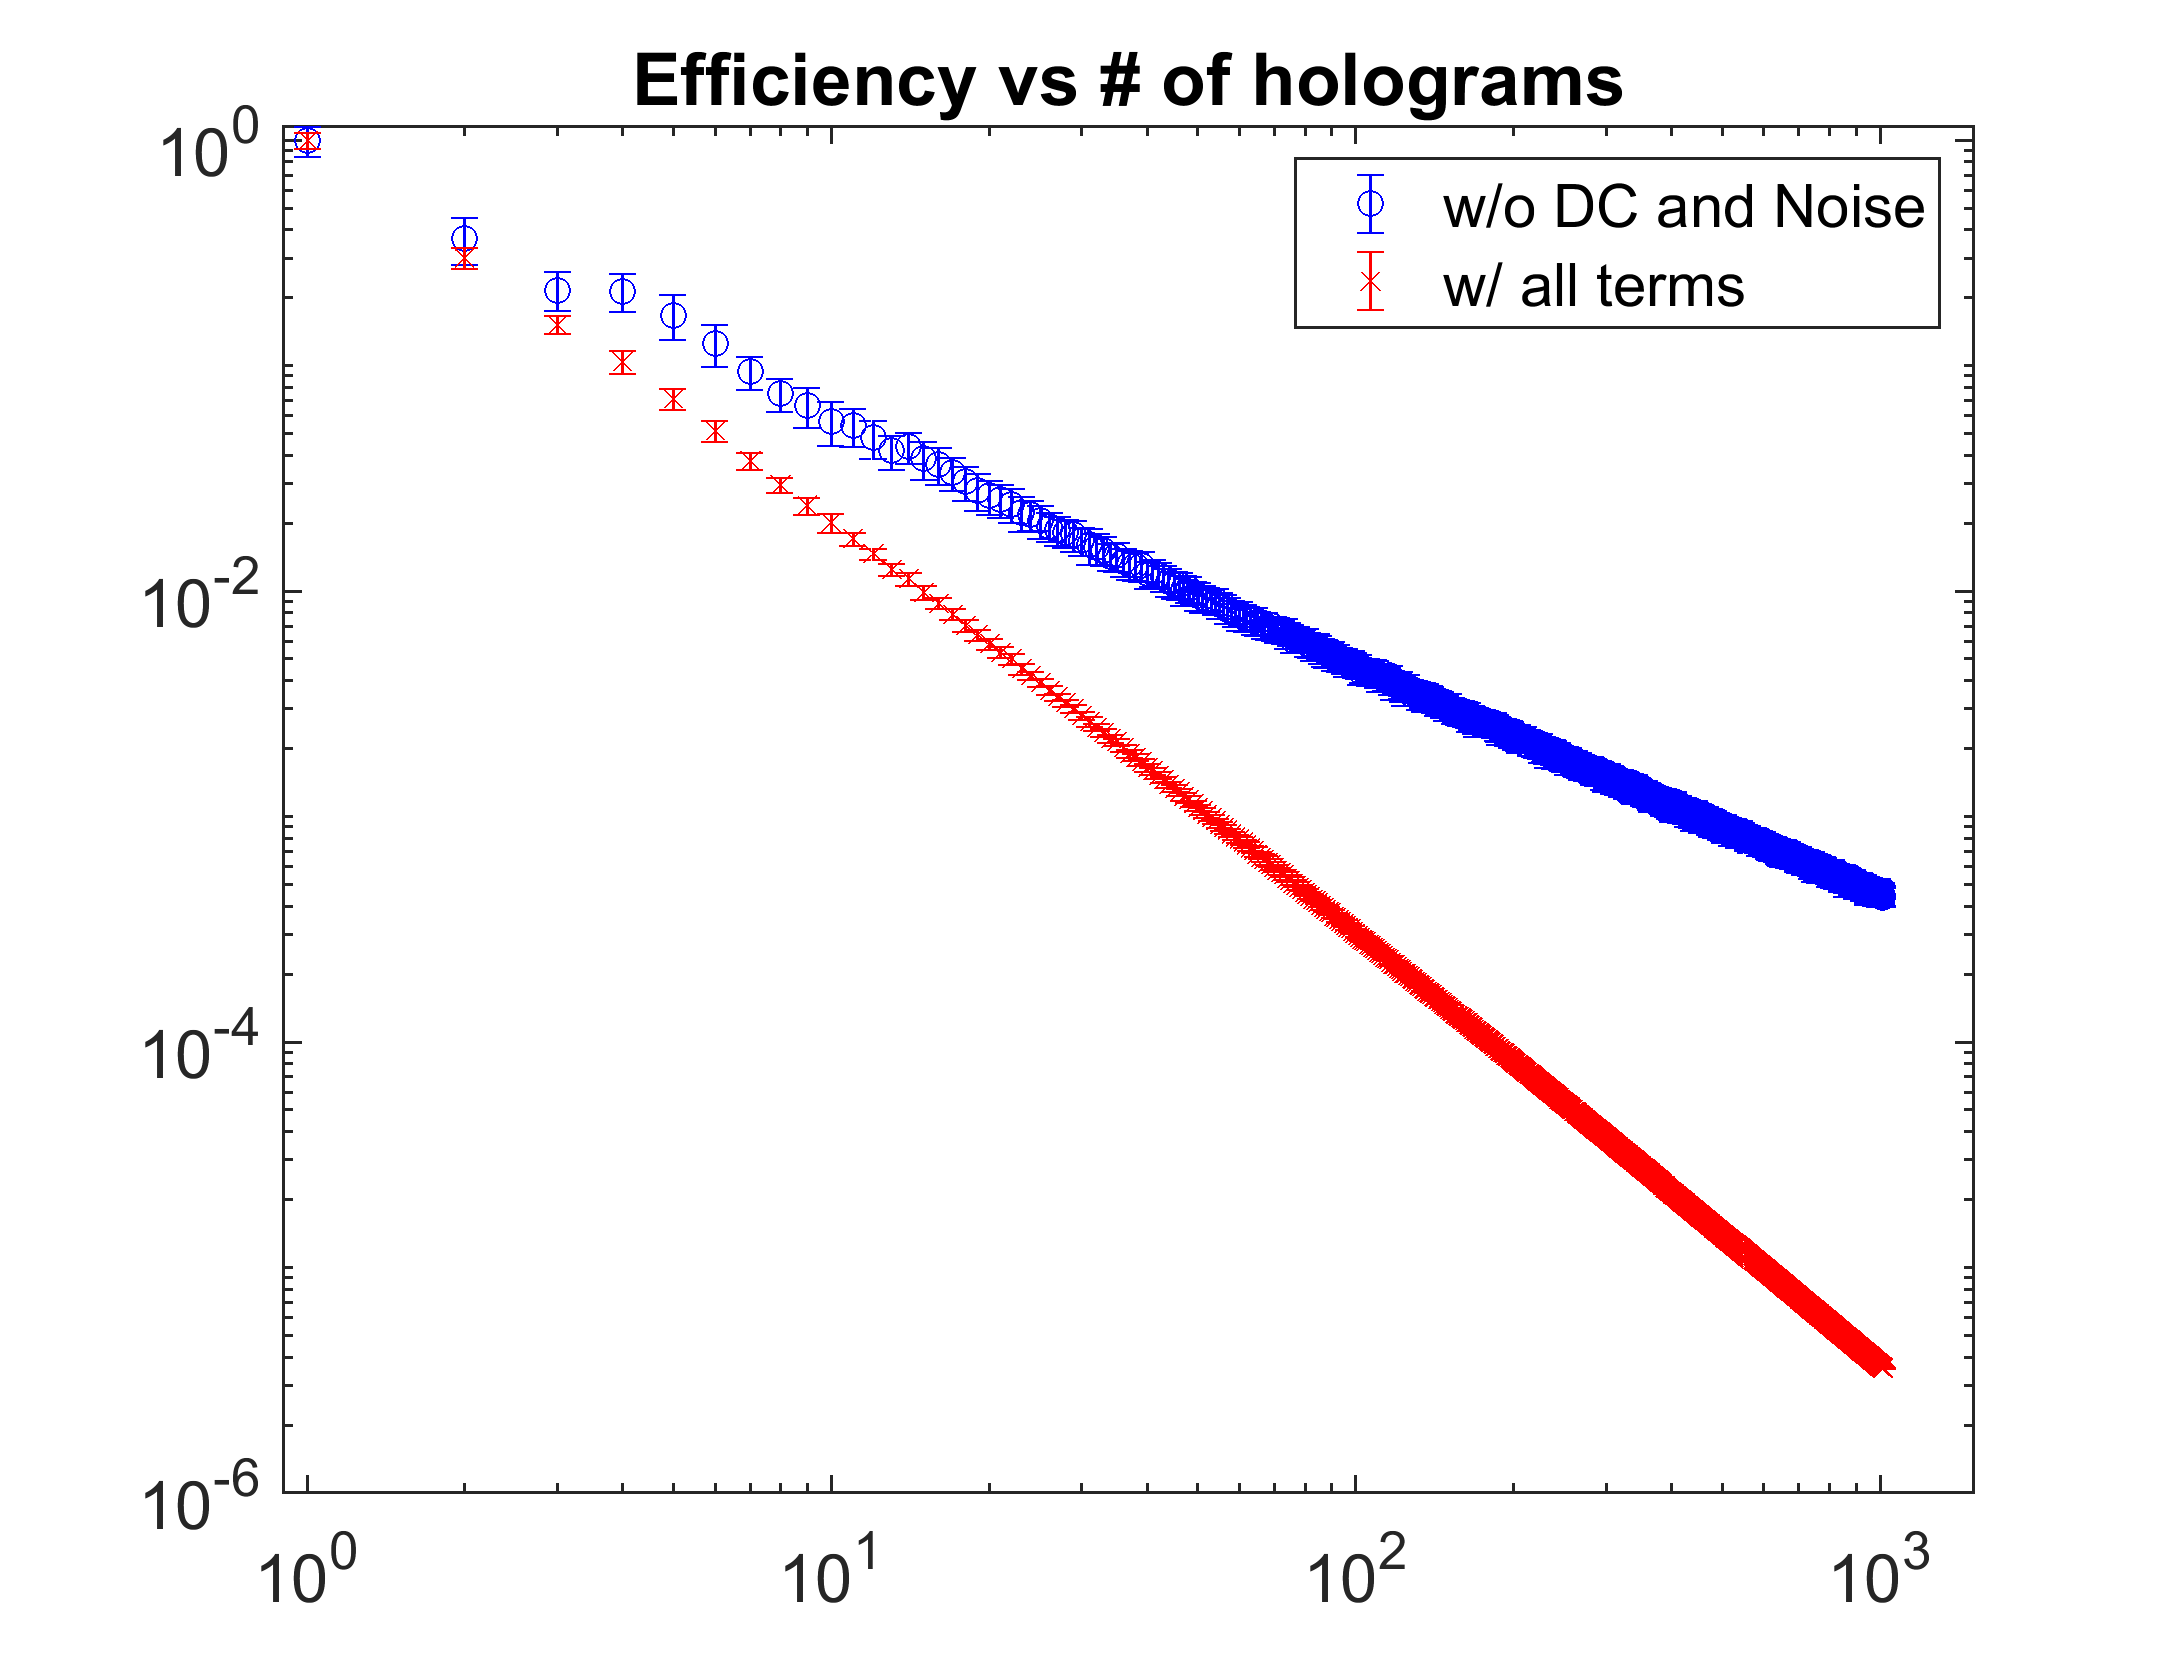 Efficiency vs # of holograms
10^0
w/o DC and Noise
w/ all terms
10^-2
10^-4
10^-6
10^0 10^1 10^2 10^3